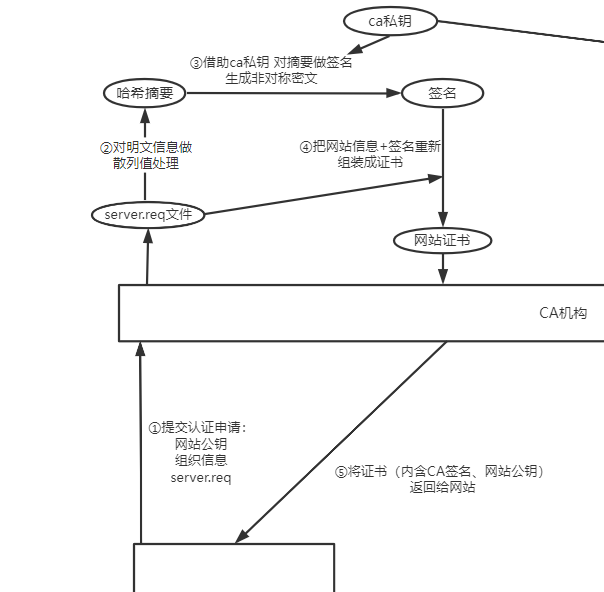 ca私钥
③借助ca私钥 对摘要做签名
生成非对称密文
哈希摘要
签名
②对明文信息做
散列值处理
④把网站信息+签名重新
组装成证书
server.req文件
网站证书
CA机构
①提交认证申请：
网站公钥
组织信息
server.req
⑤将证书（内含CA签名、网站公钥）
返回给网站